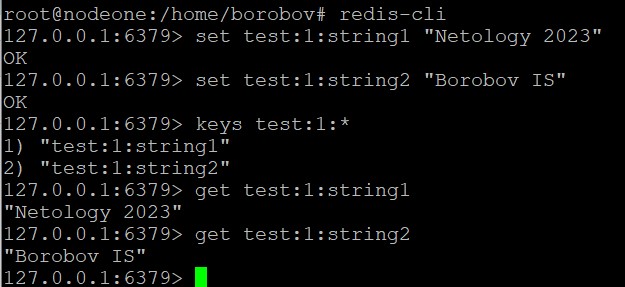 root@nodeone:/home/borobov# redis-cli
127.0.0.1:6379> set test:1:string1 "Netology 2023"
OK
127.0.0.1:6379> set test:1:string2 "Borobov IS"
OK
127.0.0.1:6379> keys test:1:*
1) "test:1:string1"
2) "test:1:string2"
127.0.0.1:6379> get test:1:string1
"Netology 2023"
127.0.0.1:6379> get test:1:string2
"Borobov IS"
127.0.0.1:6379>